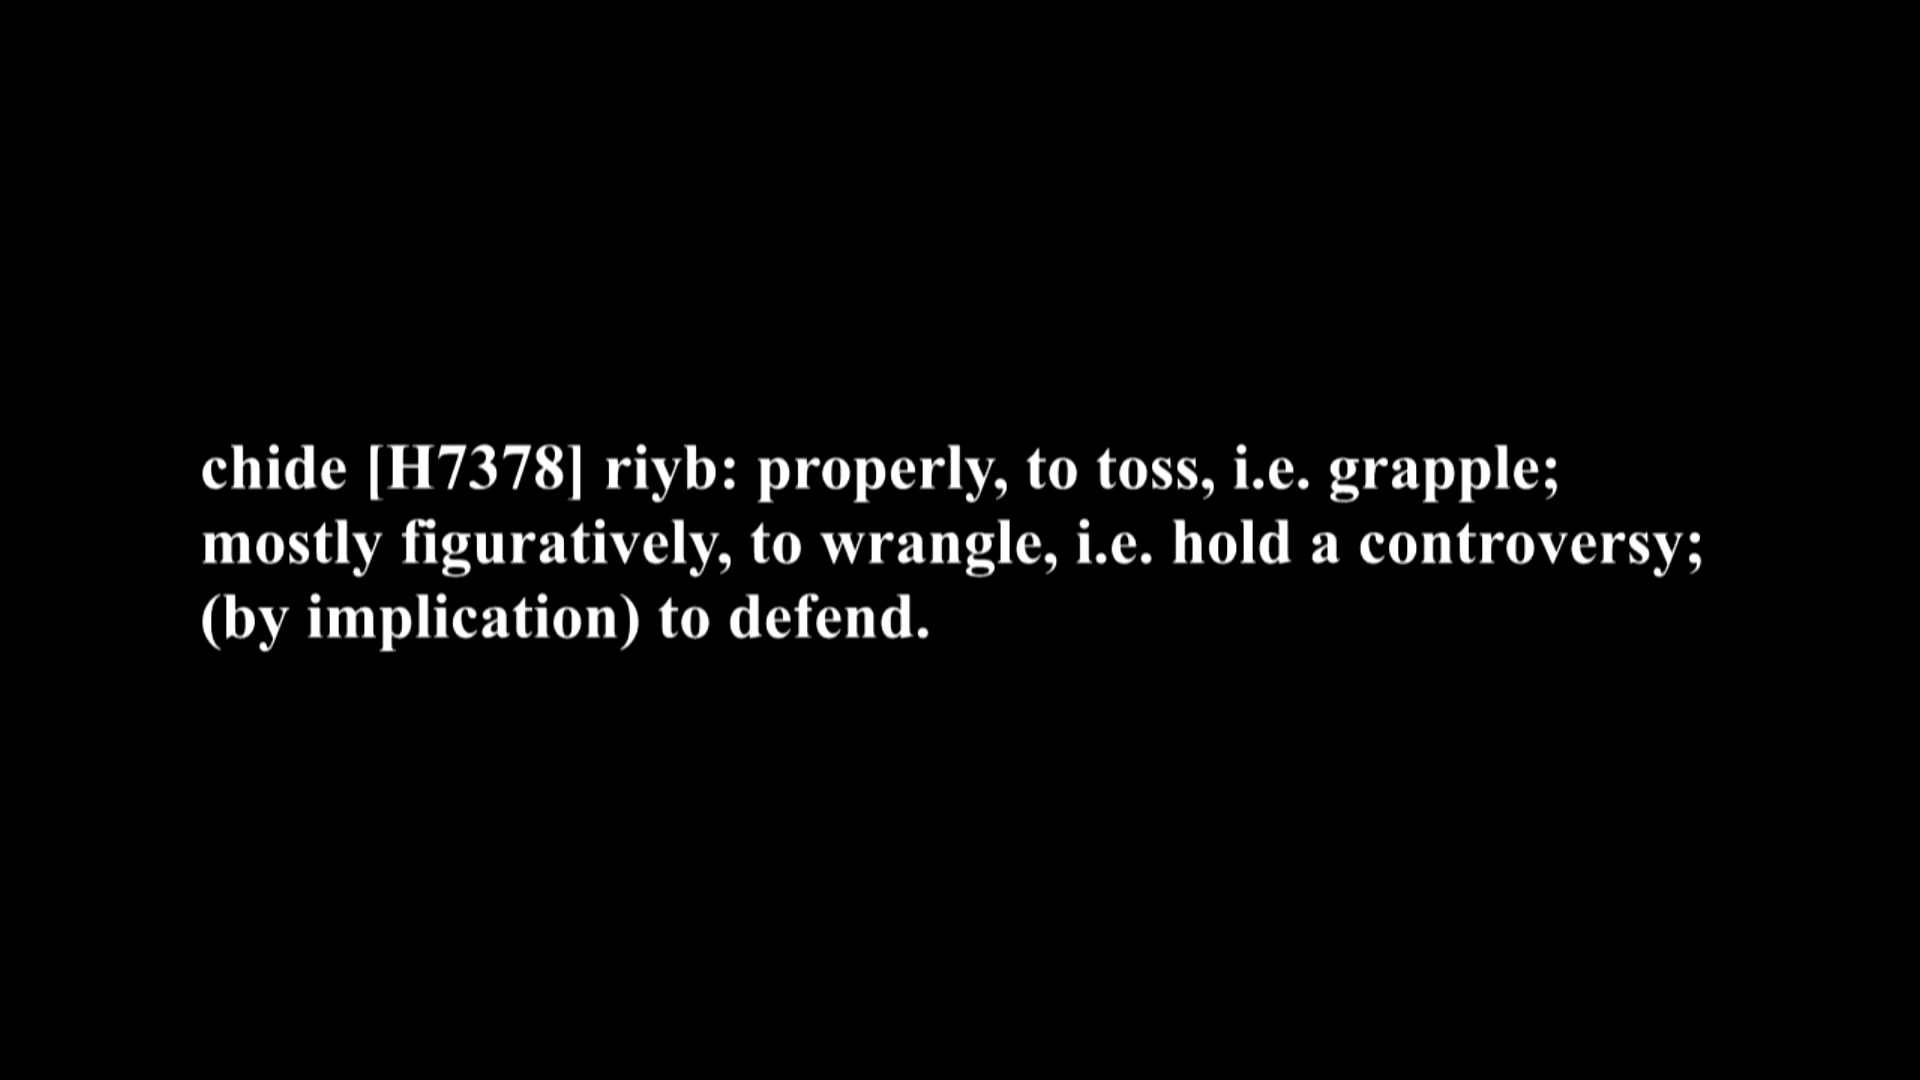 chide [H7378] riyb: properly, to toss, i.e. grapple;
mostly figuratively, to wrangle, i.e. hold a controversy;
(by implication) to defend.